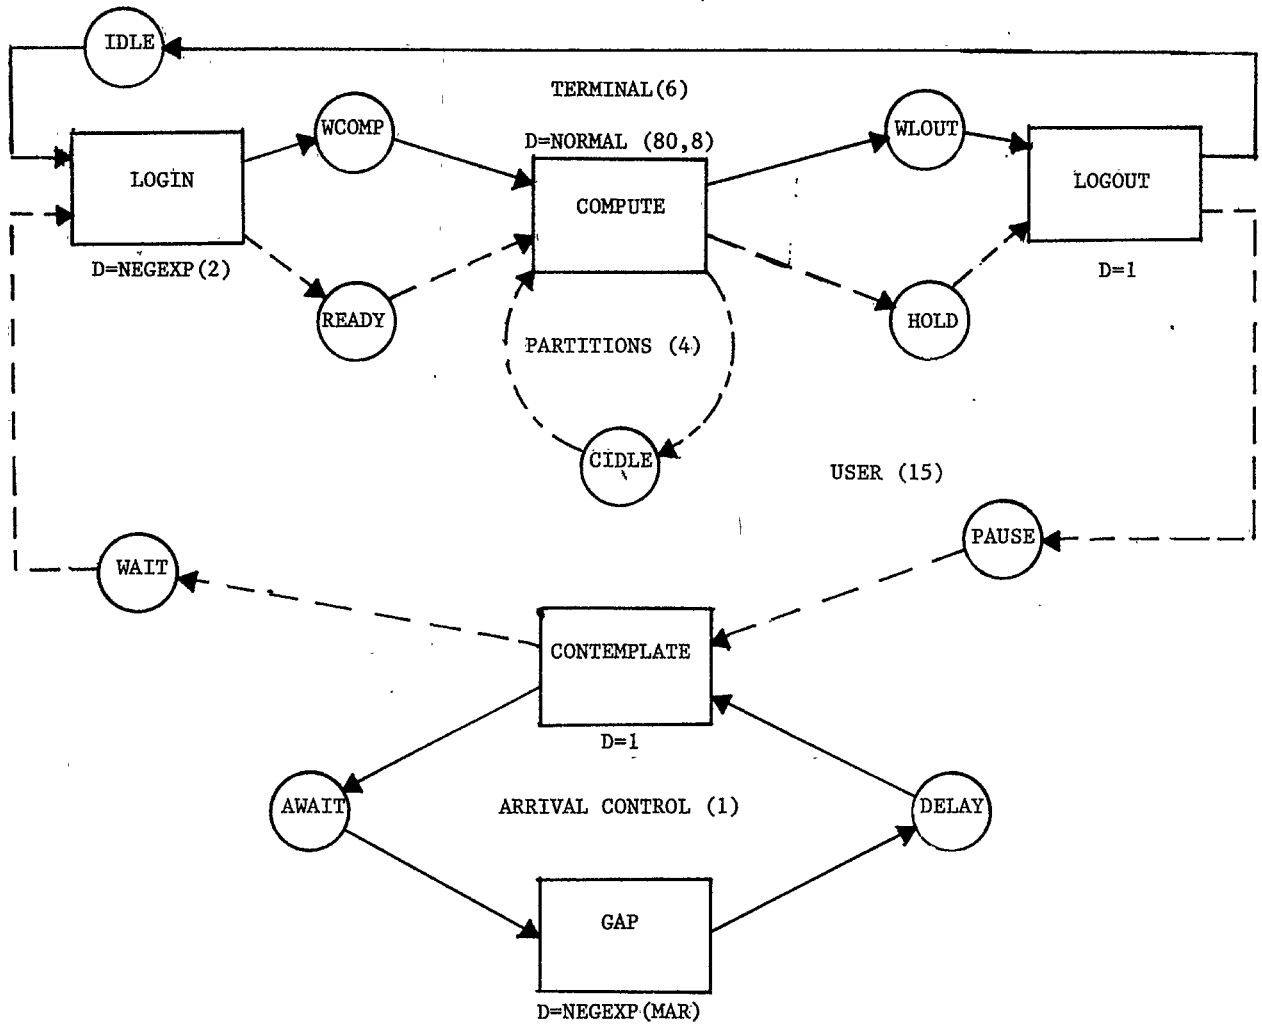 IDLE
TERMINAL(6)
WCOMP
WLOUT
D=NORMAL (80,8)
LOGIN
COMPUTE
LOGOUT
D=NEGEXP(2)
D=1
READY
HOLD
PARTITIONS (4)
CIDLE
USER (15)
PAUSE
WAIT
CONTEMPLATE
D=1
AWAIT
ARRIVAL CONTROL (1)
DELAY
GAP
D=NEGEXP(MAR)